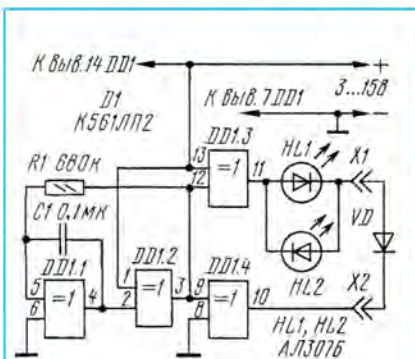 К выв.14 DD1
+
D1
К561ЛП2
К выв.7 DD1
3...15В
–
DD1.3
HL1
X1
R1 680к
13
12
=1
11
C1 0,1мк
VD
DD1.1
DD1.2
HL2
DD1.4
X2
5
6
=1
4
1
2
=1
3
9
8
=1
10
HL1, HL2
АЛ307Б